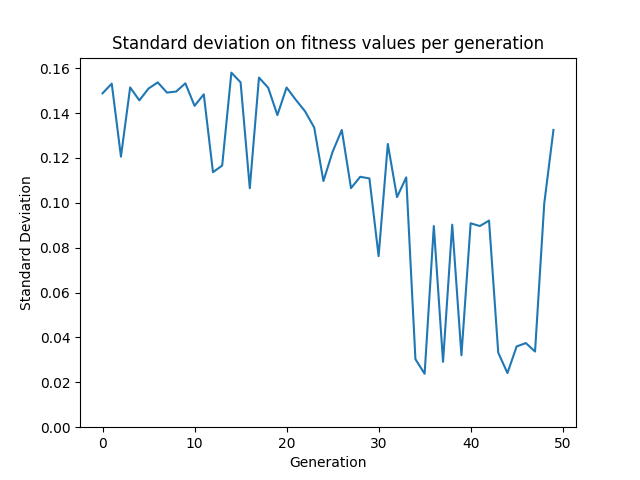 Standard deviation on fitness values per generation
0.16
0.14
0.12
0.10
0.08
0.06
0.04
0.02
0.00
Standard Deviation
0 10 20 30 40 50
Generation